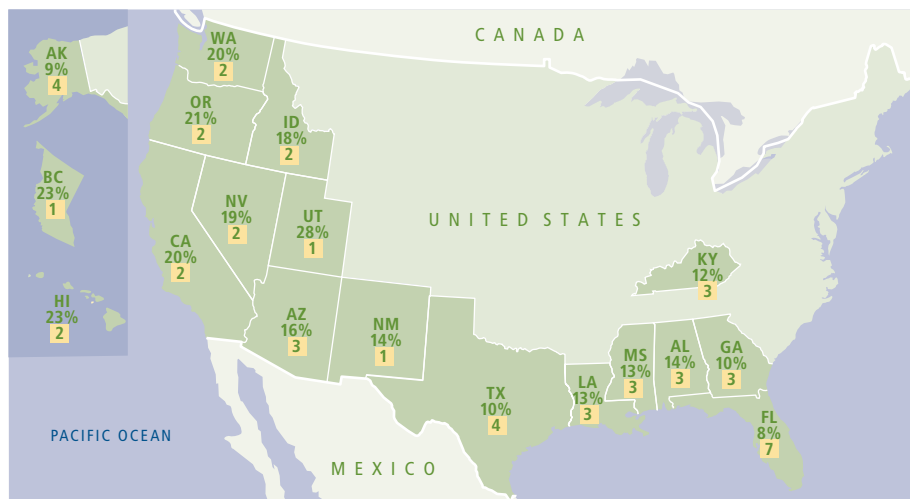 CANADA
WA
20%
2
AK
9%
4
OR
21%
2
ID
18%
2
BC
23%
1
NV
19%
2
UT
28%
1
UNITED STATES
CA
20%
2
KY
12%
3
HI
23%
2
AZ
16%
3
NM
14%
1
MS
13%
3
AL
14%
3
GA
10%
3
TX
10%
4
LA
13%
3
FL
8%
7
PACIFIC OCEAN
MEXICO